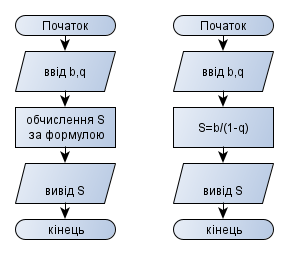 Початок
ввід b,q
обчислення S
за формулою
вивід S
кінець
Початок
ввід b,q
S=b/(1-q)
вивід S
кінець